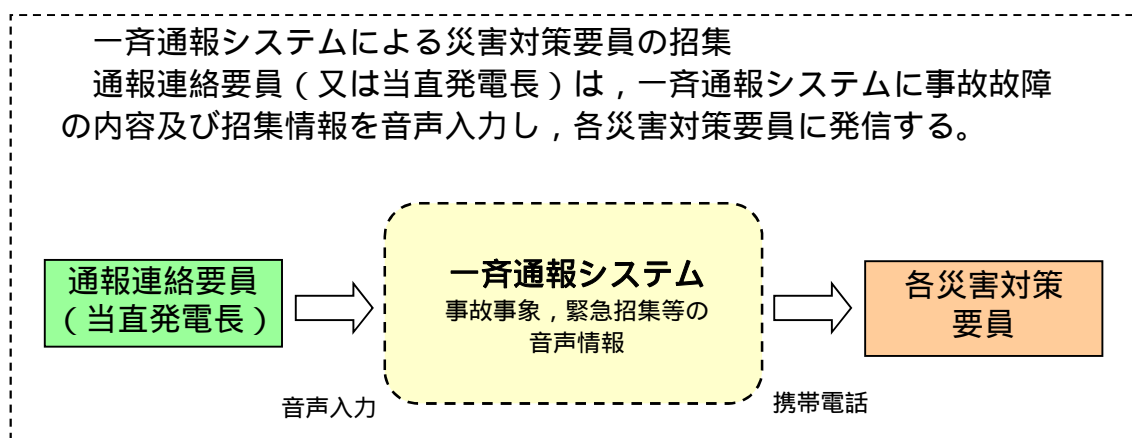 一斉通報システムによる災害対策要員の招集
通報連絡要員（又は当直発電長）は，一斉通報システムに事故故障
の内容及び招集情報を音声入力し，各災害対策要員に発信する。
通報連絡要員
（当直発電長）
一斉通報システム
事故事象，緊急招集等の
音声情報
各災害対策
要員
音声入力
携帯電話